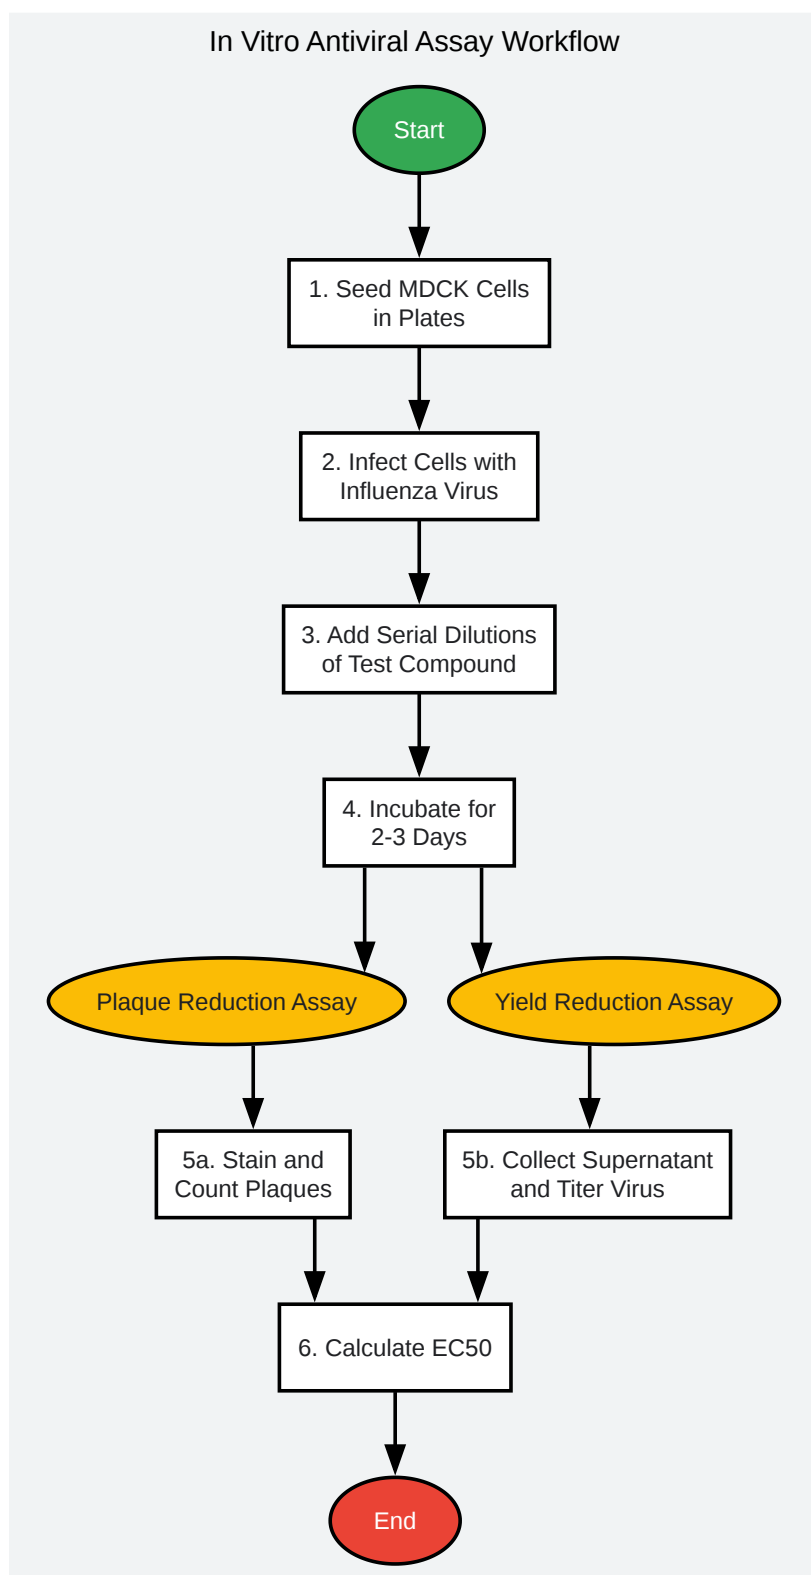 In Vitro Antiviral Assay Workflow
Start
1. Seed MDCK Cells
in Plates
2. Infect Cells with
Influenza Virus
3. Add Serial Dilutions
of Test Compound
4. Incubate for
2-3 Days
Plaque Reduction Assay
Yield Reduction Assay
5a. Stain and
Count Plaques
5b. Collect Supernatant
and Titer Virus
6. Calculate EC50
End